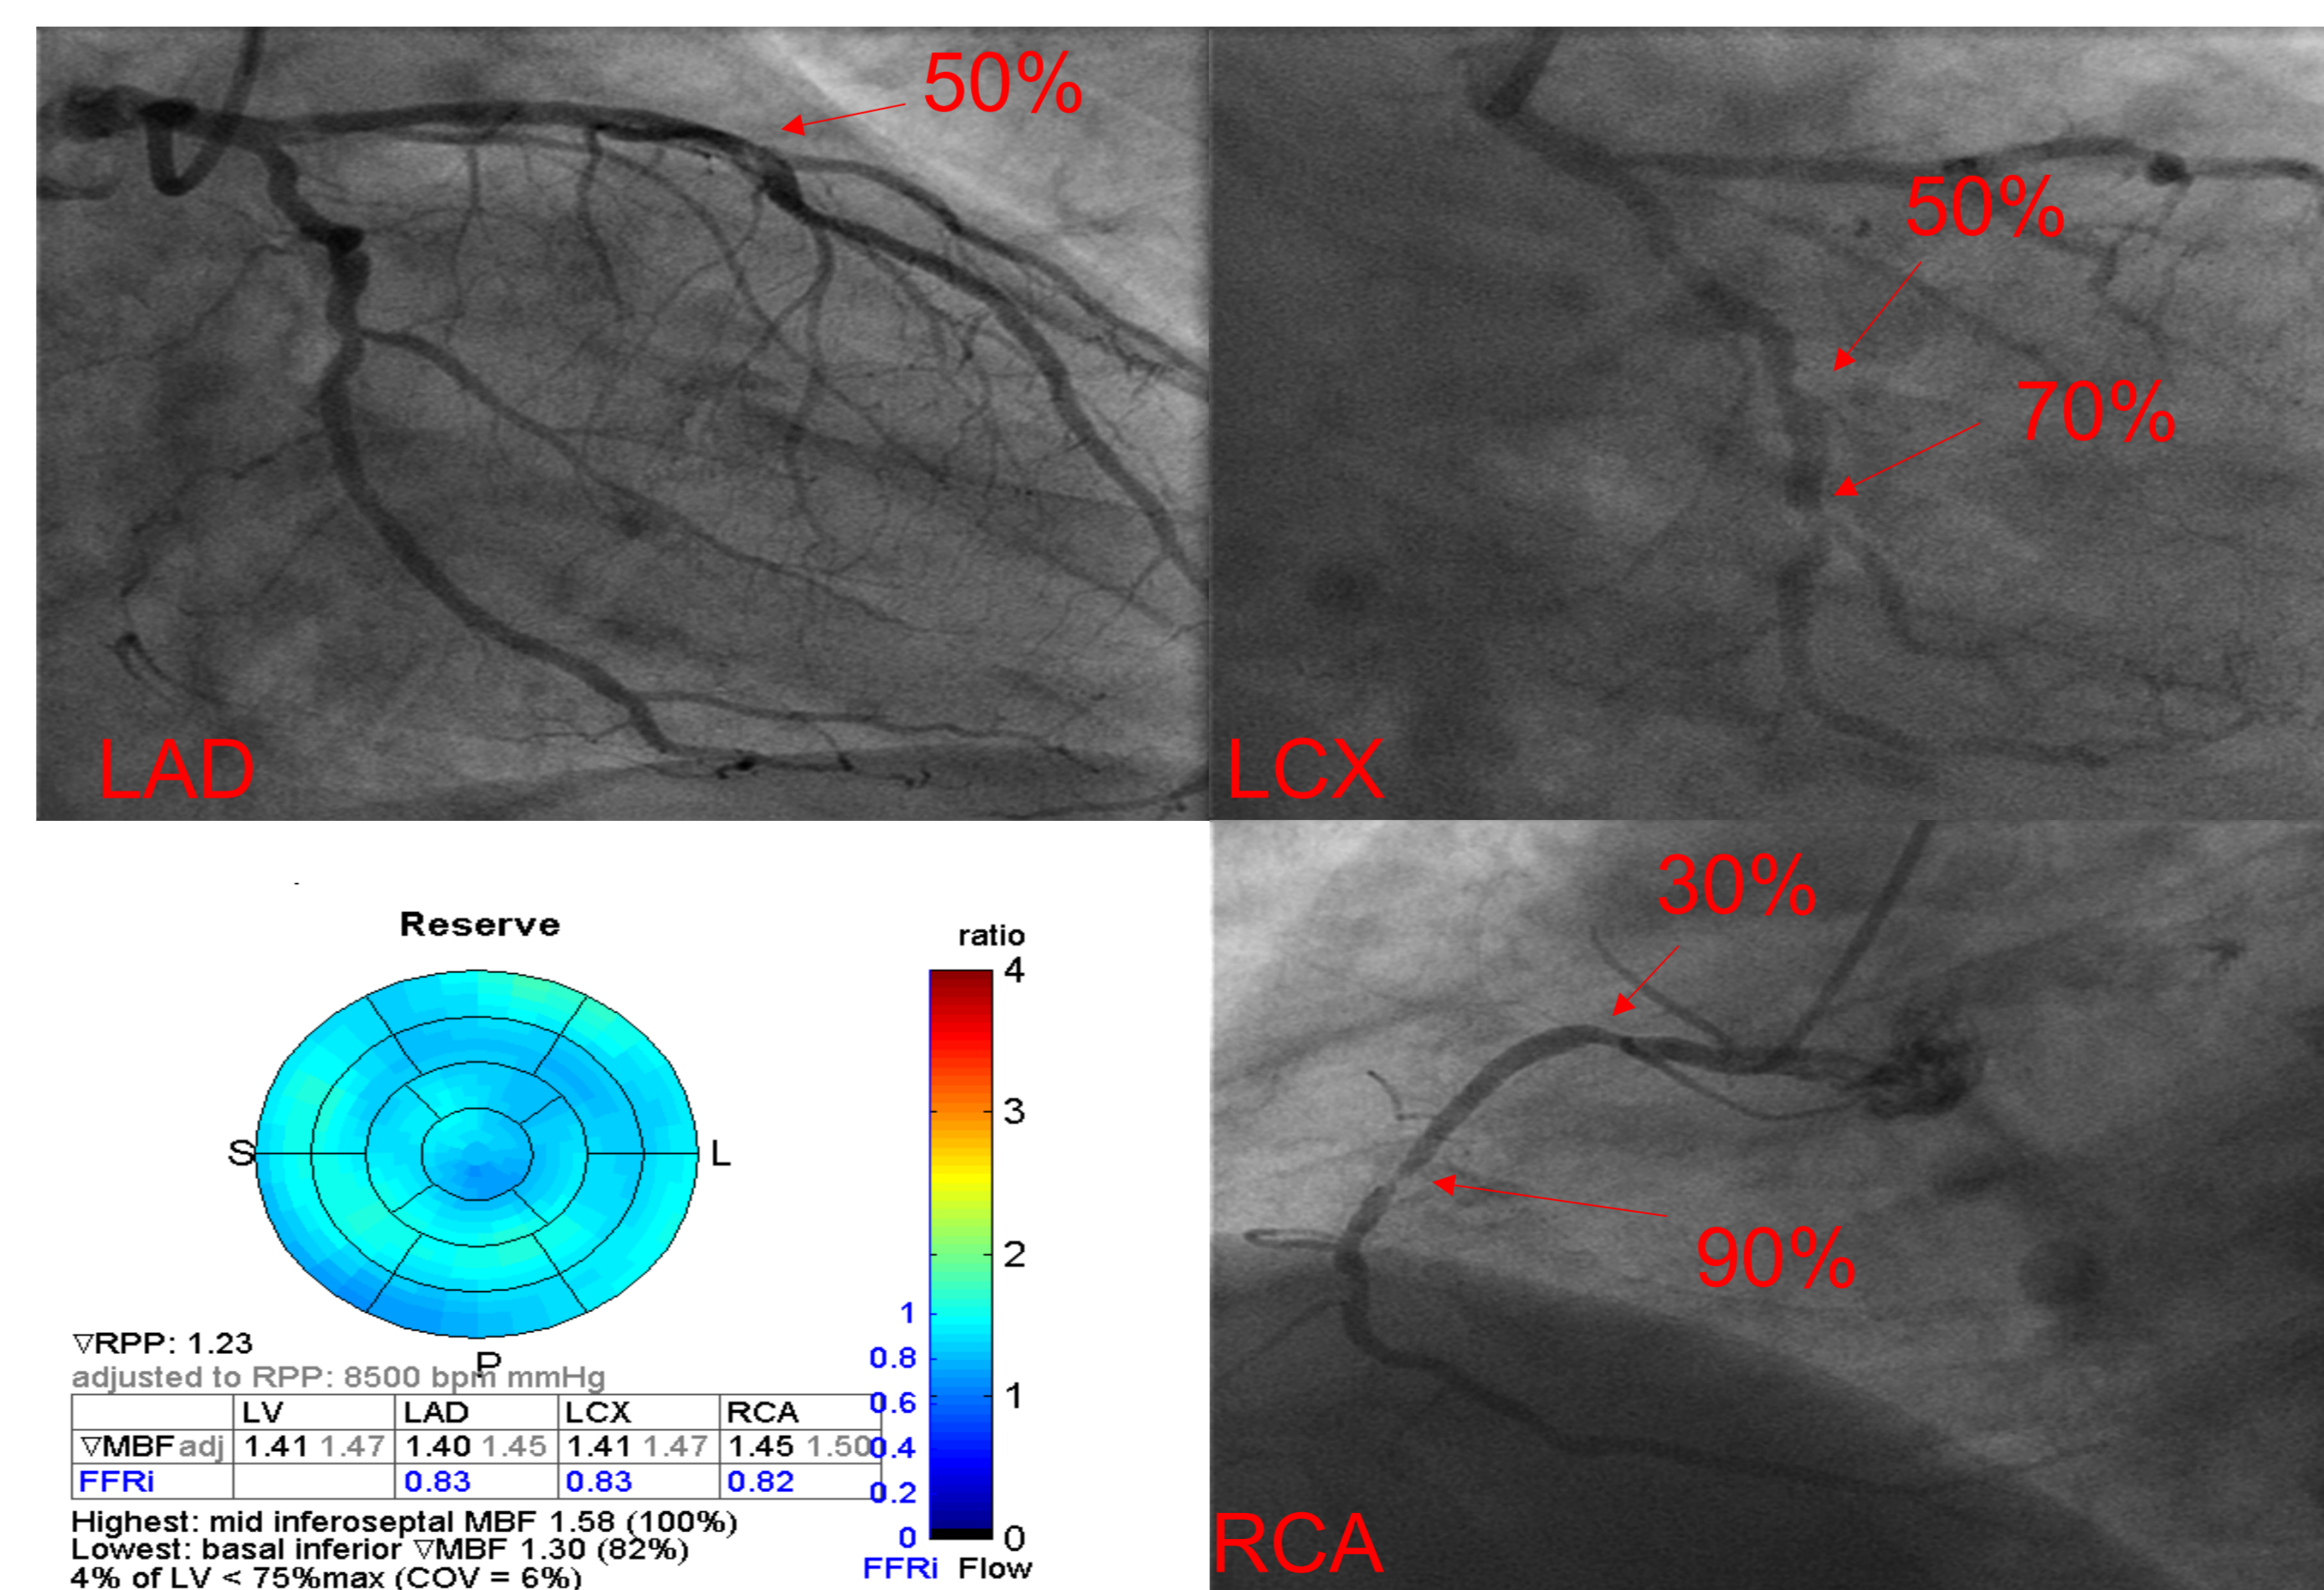 50%
LAD
50%
70%
LCX
Reserve
ratio
4
3
2
1
0
1
0.8
0.6
0.4
0.2
0
FFRi Flow
S
L
P
▽RPP: 1.23
adjusted to RPP: 8500 bpm mmHg
LV LAD LCX RCA
▽MBF adj 1.41 1.47 1.40 1.45 1.41 1.47 1.45 1.50
FFRi 0.83 0.83 0.82
Highest: mid inferoseptal MBF 1.58 (100%)
Lowest: basal inferior ▽MBF 1.30 (82%)
4% of LV < 75%max (COV = 6%)
30%
90%
RCA